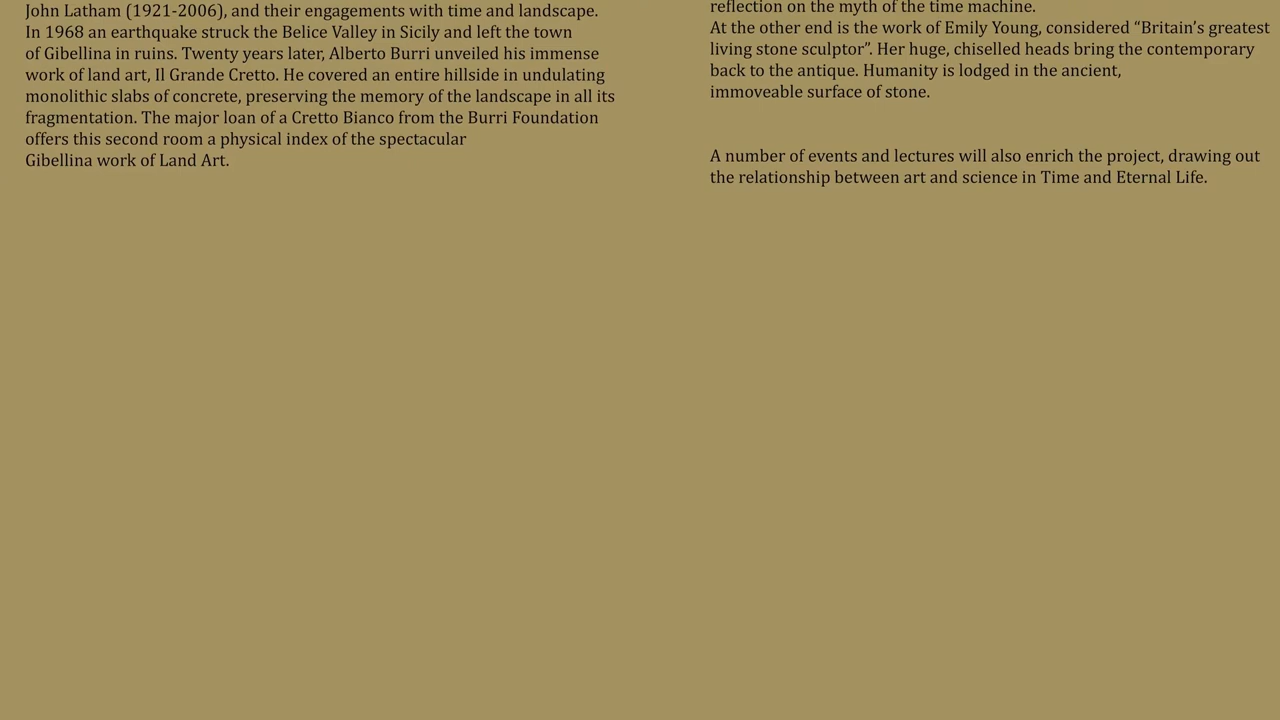 John Latham (1921-2006), and their engagements with time and landscape.
In 1968 an earthquake struck the Belice Valley in Sicily and left the town
of Gibellina in ruins. Twenty years later, Alberto Burri unveiled his immense
work of land art, Il Grande Cretto. He covered an entire hillside in undulating
monolithic slabs of concrete, preserving the memory of the landscape in all its
fragmentation. The major loan of a Cretto Bianco from the Burri Foundation
offers this second room a physical index of the spectacular
Gibellina work of Land Art.
reflection on the myth of the time machine.
At the other end is the work of Emily Young, considered “Britain’s greatest
living stone sculptor”. Her huge, chiselled heads bring the contemporary
back to the antique. Humanity is lodged in the ancient,
immoveable surface of stone.
A number of events and lectures will also enrich the project, drawing out
the relationship between art and science in Time and Eternal Life.